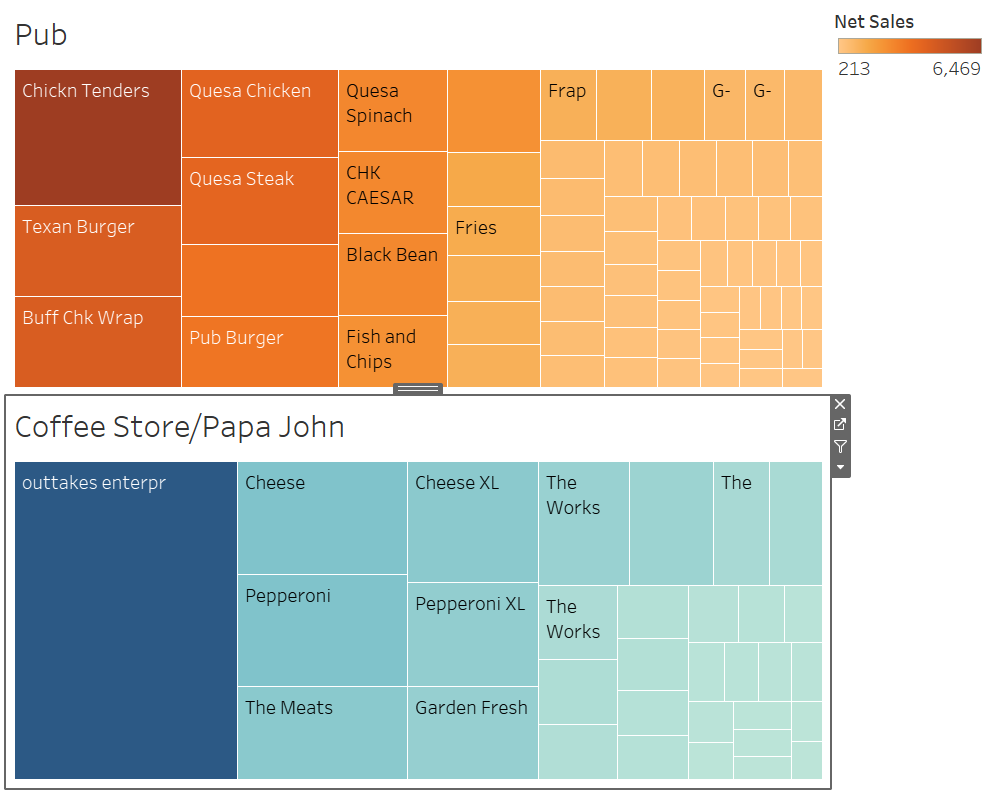 Pub
Net Sales
213 6,469
Chickn Tenders
Quesa Chicken
Quesa
Spinach
Frap
G-
G-
Quesa Steak
CHK
CAESAR
Texan Burger
Fries
Black Bean
Buff Chk Wrap
Pub Burger
Fish and
Chips
Coffee Store/Papa John
outtakes enterpr
Cheese
Cheese XL
The
Works
The
Pepperoni
Pepperoni XL
The
Works
The Meats
Garden Fresh